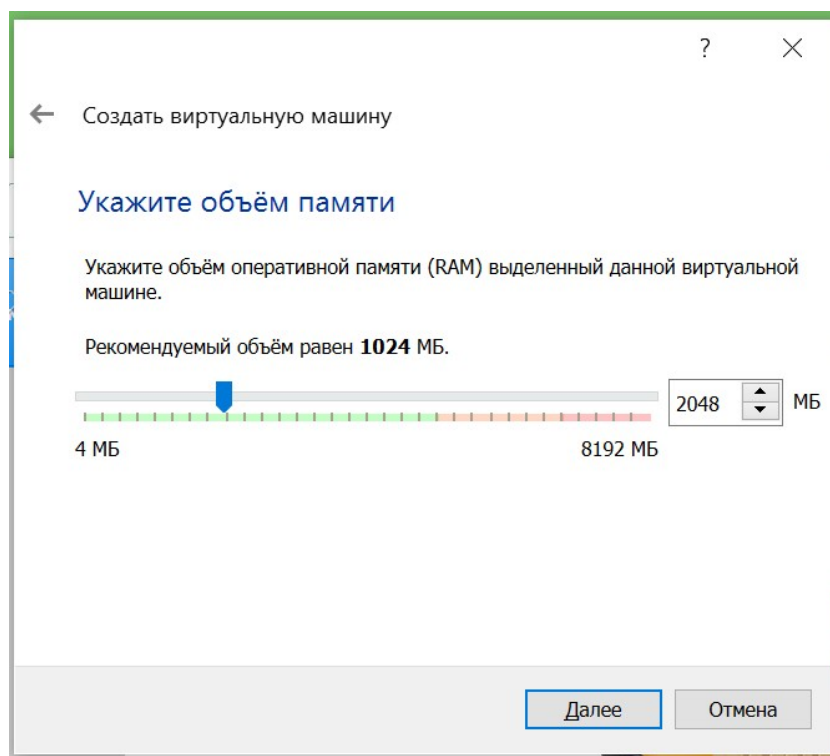 ?
Создать виртуальную машину
Укажите объём памяти
Укажите объём оперативной памяти (RAM) выделенный данной виртуальной
машине.
Рекомендуемый объём равен 1024 МБ.
2048 МБ
4 МБ 8192 МБ
Далее Отмена